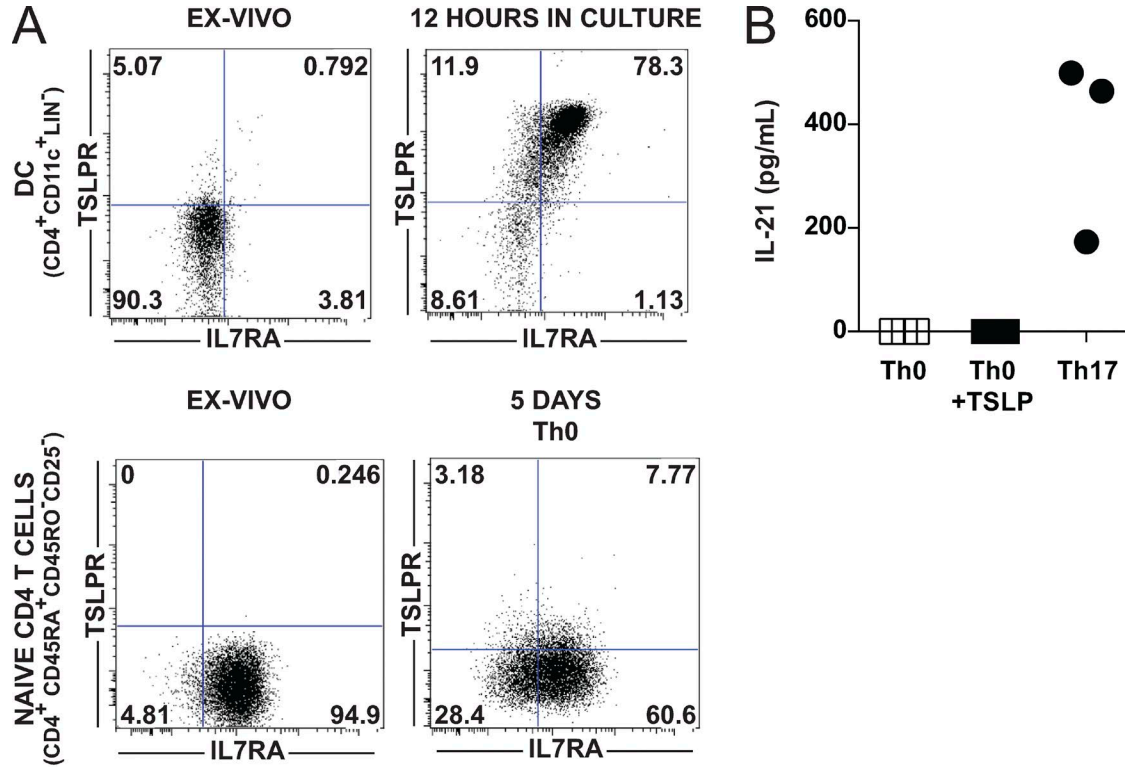 A
EX-VIVO
12 HOURS IN CULTURE
DC
(CD4⁺CD11c⁺LIN⁻)
TSLPR
5.07
0.792
90.3
3.81
IL7RA
TSLPR
11.9
78.3
8.61
1.13
IL7RA
EX-VIVO
5 DAYS
Th0
NAIVE CD4 T CELLS
(CD4⁺ CD45RA⁺CD45RO⁻CD25⁻)
TSLPR
0
0.246
4.81
94.9
IL7RA
TSLPR
3.18
7.77
28.4
60.6
IL7RA
B
IL-21 (pg/mL)
600
400
200
0
Th0
Th0
+TSLP
Th17